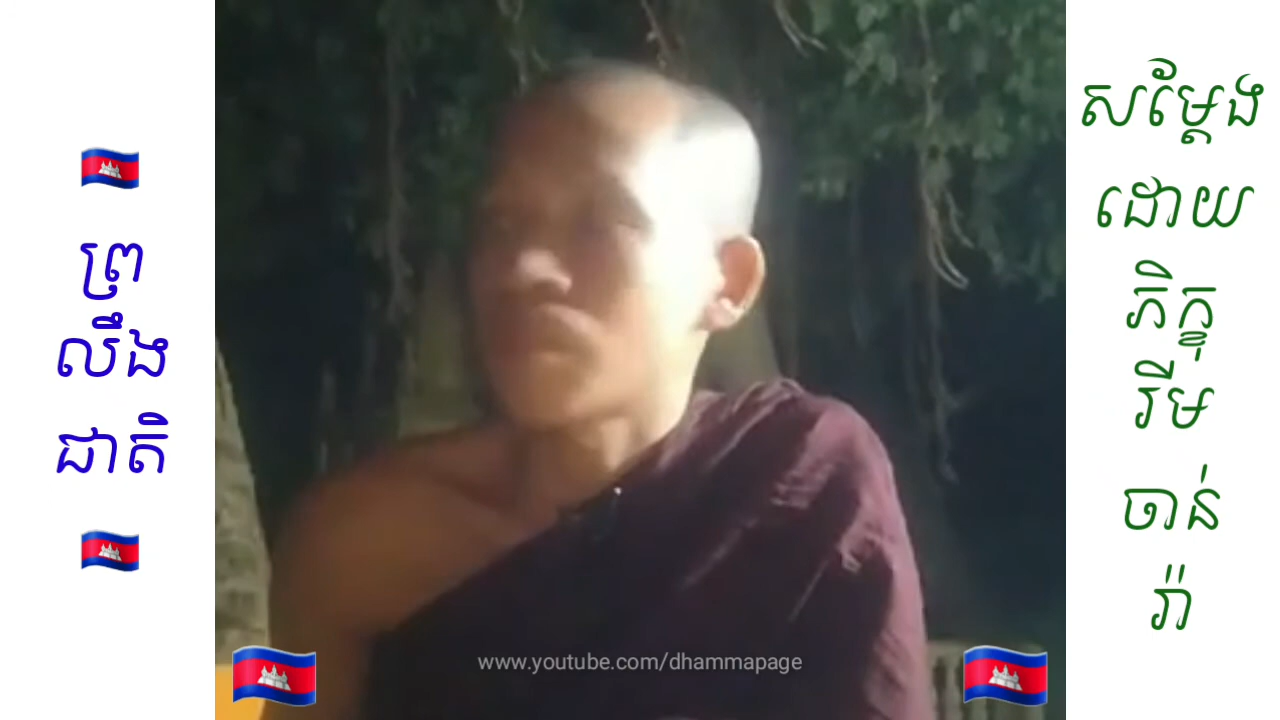 ព្រ
លឹង
ជាតិ
សម្ដែង
ដោយ
ភិក្ខុ
រីម
ចាន់
រ៉ា
www.youtube.com/dhammapage